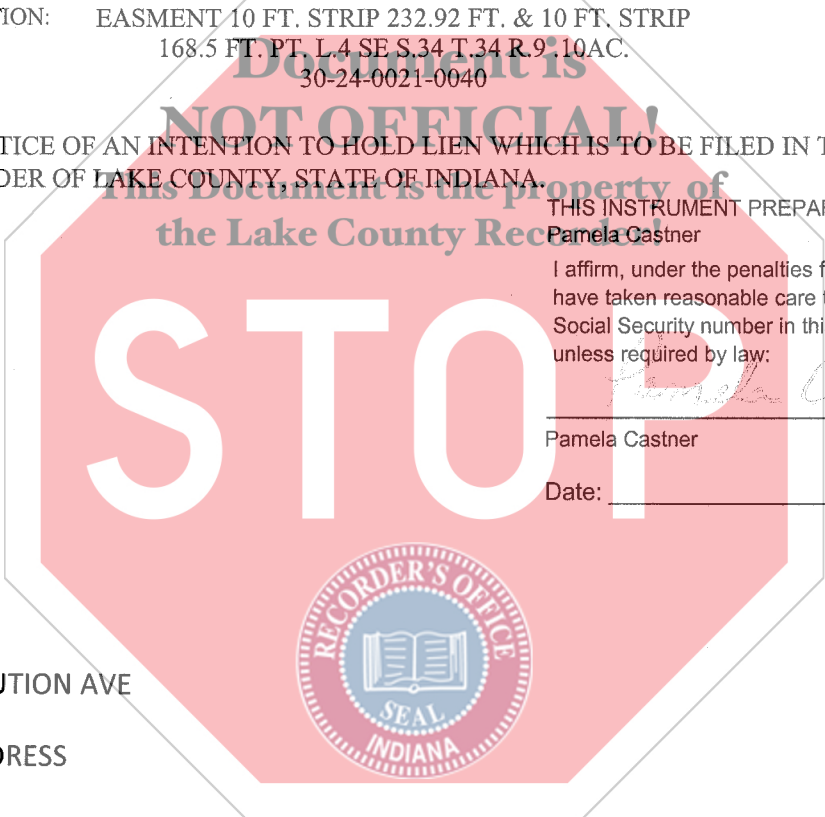 TION: EASMENT 10 FT. STRIP 232.92 FT. & 10 FT. STRIP
168.5 FT. PT. L.4 SE S.34 T.34 R.9 .10AC.
30-24-0021-0040
Document is
NOT OFFICIAL!
TICE OF AN INTENTION TO HOLD LIEN WHICH IS TO BE FILED IN T
DER OF LAKE COUNTY, STATE OF INDIANA.
This Document is the property of
the Lake County Recorder!
THIS INSTRUMENT PREPAR
Pamela Castner
I affirm, under the penalties f
have taken reasonable care t
Social Security number in thi
unless required by law:
Pamela C
Pamela Castner
Date:
STOP
RECORDER'S OFFICE
SEAL
INDIANA
UTION AVE
DRESS